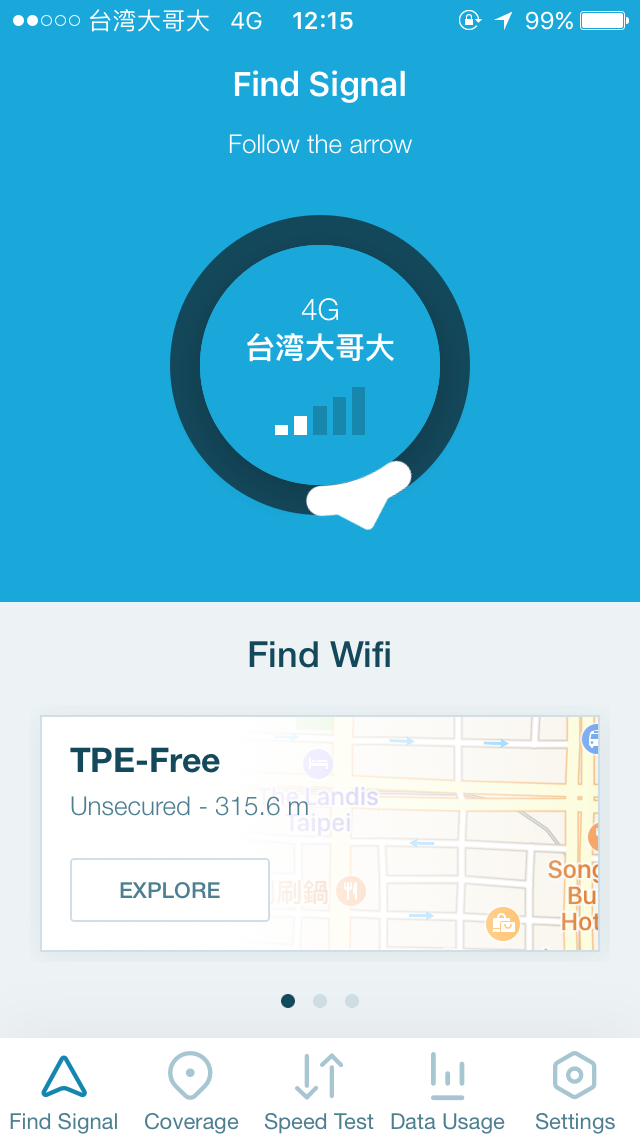 台湾大哥大 4G 12:15 99%
Find Signal
Follow the arrow
4G
台湾大哥大
Find Wifi
TPE-Free
Unsecured - 315.6 m
The Landis
Taipei
EXPLORE
刷鍋
Song
Bu
Hot
Find Signal Coverage Speed Test Data Usage Settings